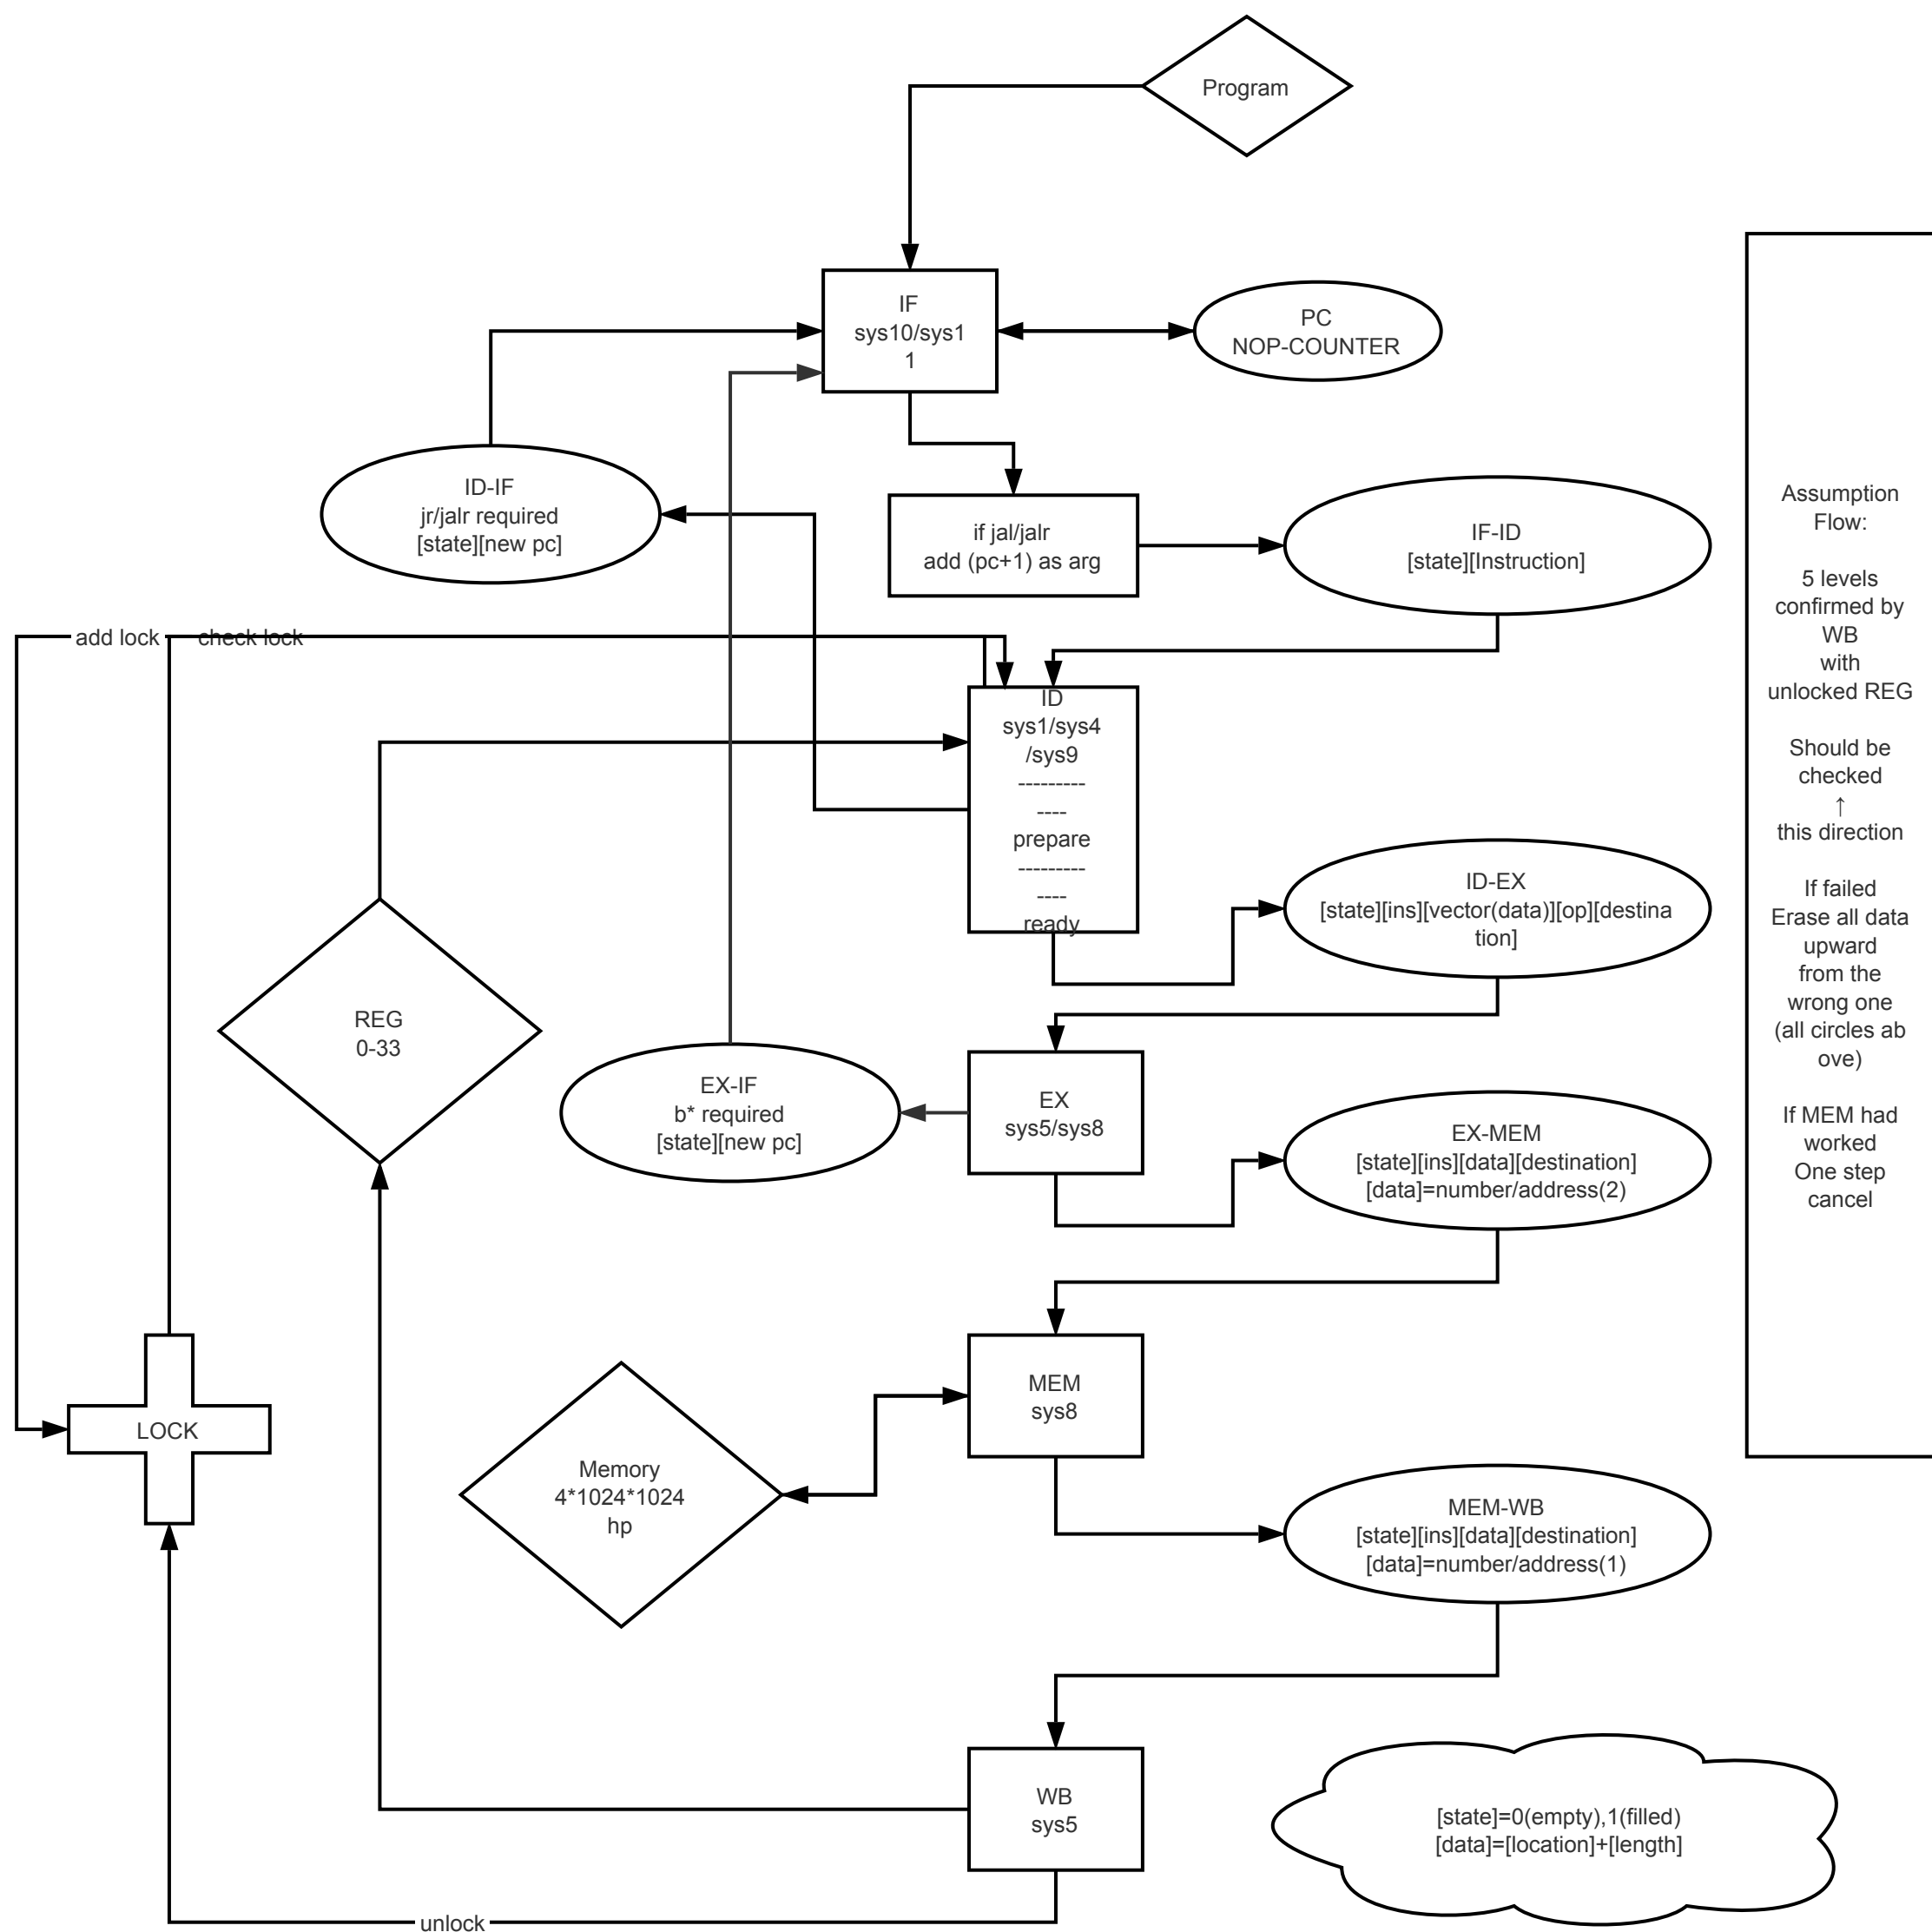 Program
IF
sys10/sys1
1
PC
NOP-COUNTER
ID-IF
jr/jalr required
[state][new pc]
if jal/jalr
add (pc+1) as arg
IF-ID
[state][Instruction]
add lock
check lock
ID
sys1/sys4
/sys9
---------
----
prepare
---------
----
ready
ID-EX
[state][ins][vector(data)][op][destina
tion]
REG
0-33
EX-IF
b* required
[state][new pc]
EX
sys5/sys8
EX-MEM
[state][ins][data][destination]
[data]=number/address(2)
MEM
sys8
LOCK
Memory
4*1024*1024
hp
MEM-WB
[state][ins][data][destination]
[data]=number/address(1)
WB
sys5
unlock
[state]=0(empty),1(filled)
[data]=[location]+[length]
Assumption
Flow:
5 levels
confirmed by
WB
with
unlocked REG
Should be
checked
↑
this direction
If failed
Erase all data
upward
from the
wrong one
(all circles ab
ove)
If MEM had
worked
One step
cancel